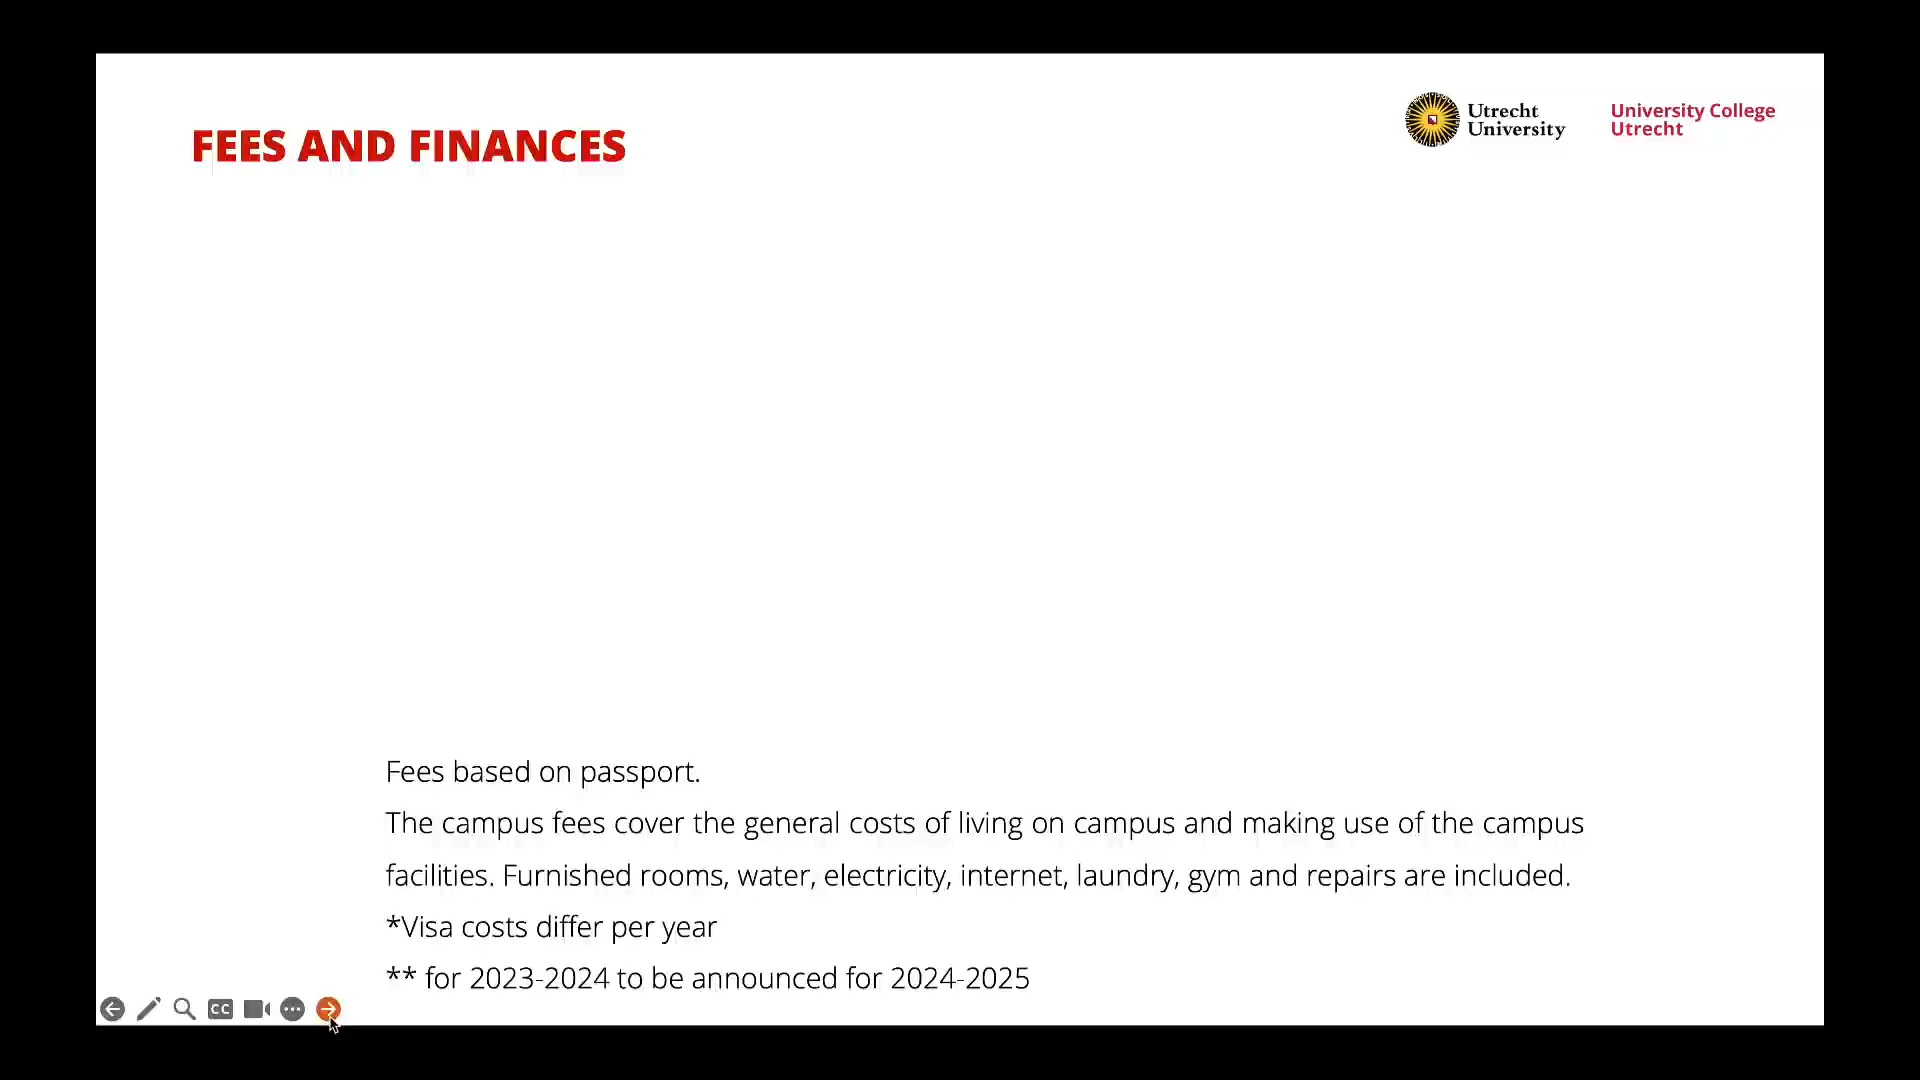 FEES AND FINANCES
Utrecht
University
University College
Utrecht
Fees based on passport.
The campus fees cover the general costs of living on campus and making use of the campus
facilities. Furnished rooms, water, electricity, internet, laundry, gym and repairs are included.
*Visa costs differ per year
** for 2023-2024 to be announced for 2024-2025
CC